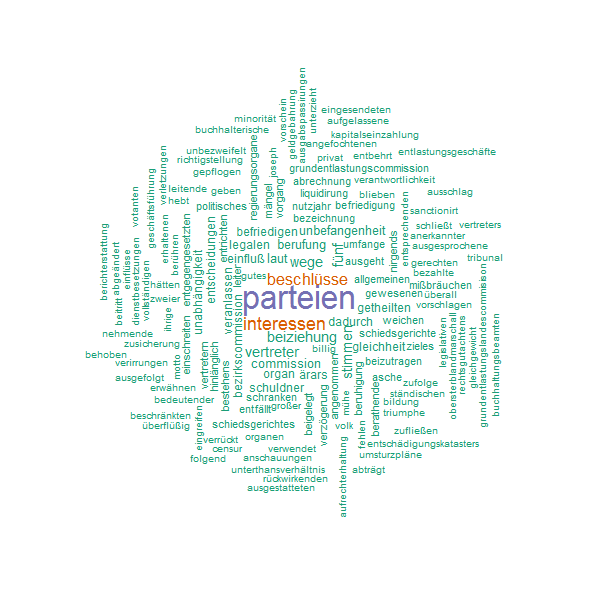 eingesendeten
minorität
aufgelassene
buchhalterische
kapitalseinzahlung
angefochtenen
unbezweifelt
privat
entlastungsgeschäfte
richtigstellung
entbehrt
grundentlastungscommission
gepflogen
abrechnung
verantwortlichkeit
leitende
geben
liquidirung
blieben
ausschlag
hebt
politisches
nutzjahr
befriedigung
sanctionirt
bezeichnung
schließt
vertreters
befriedigen
unbefangenheit
anerkannter
legalen
berufung
umfange
ausgesprochene
einfluß
laut
wege
ausgeht
gerechten
tribunal
gutes
beschlüsse
allgemeinen
bezahlte
mißbräuchen
hätten
parteien
gewesenen
überall
zweier
getheilten
vorschlagen
interessen
dadurch
weichen
nehmende
beiziehung
schiedsgerichte
zusicherung
billig
gleichheit
zieles
behoben
vertreter
verirrungen
commission
beizutragen
ausgefolgt
organ
ärars
asche
zufolge
erwähnen
schuldner
ständischen
bedeutender
schranken
bildung
beschränkten
entfällt
großer
triumphe
überflüßig
schiedsgerichtes
volk
zufließen
verrückt
organen
entschädigungskatasters
censur
verwendet
umsturzpläne
folgend
anschauungen
unterthansverhältnis
abträgt
rückwirkenden
ausgestatteten
berichterstattung
beitritt
abgeändert
einflüsse
dienstbesetzungen
votanten
vollständigen
geschäftsführung
verletzungen
erhaltenen
berühren
ihrige
motto
einschreiten
entgegengesetzten
unabhängigkeit
entscheidungen
entrichten
veranlassen
leiter
bezirkscommission
vertretern
hinlänglich
bestehens
eingreifen
regierungsorgane
mängel
joseph
vorgang
vorschein
geldgebahrung
ausgabspassirungen
unterzieht
fünf
stimmen
angenommen
verzögerung
beigelegt
mühe
beruhigung
fehlen
berathende
aufrechterhaltung
nirgends
entsprechenden
legislativen
obersteblandmarschall
rechtsgutachtens
gleichgewicht
grundentlastungslandescommission
buchhaltungsbeamten